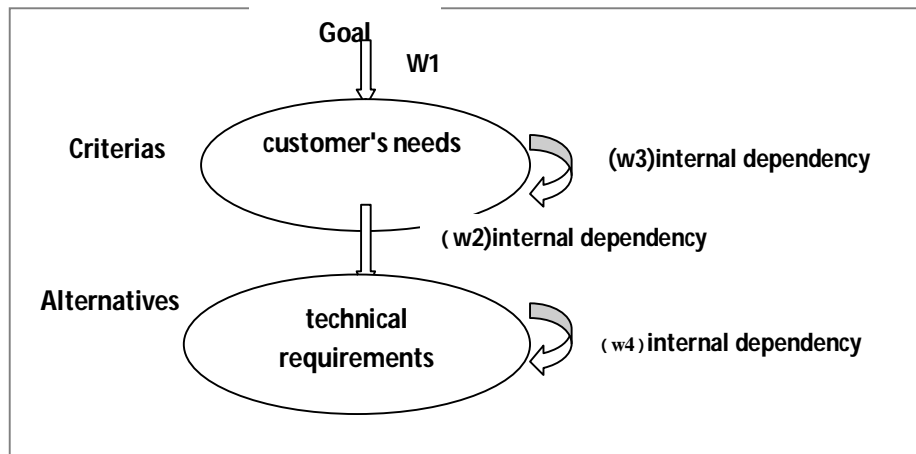 Goal
W1
customer's needs
Criterias
(w3)internal dependency
(w2)internal dependency
Alternatives
technical
requirements
(w4)internal dependency